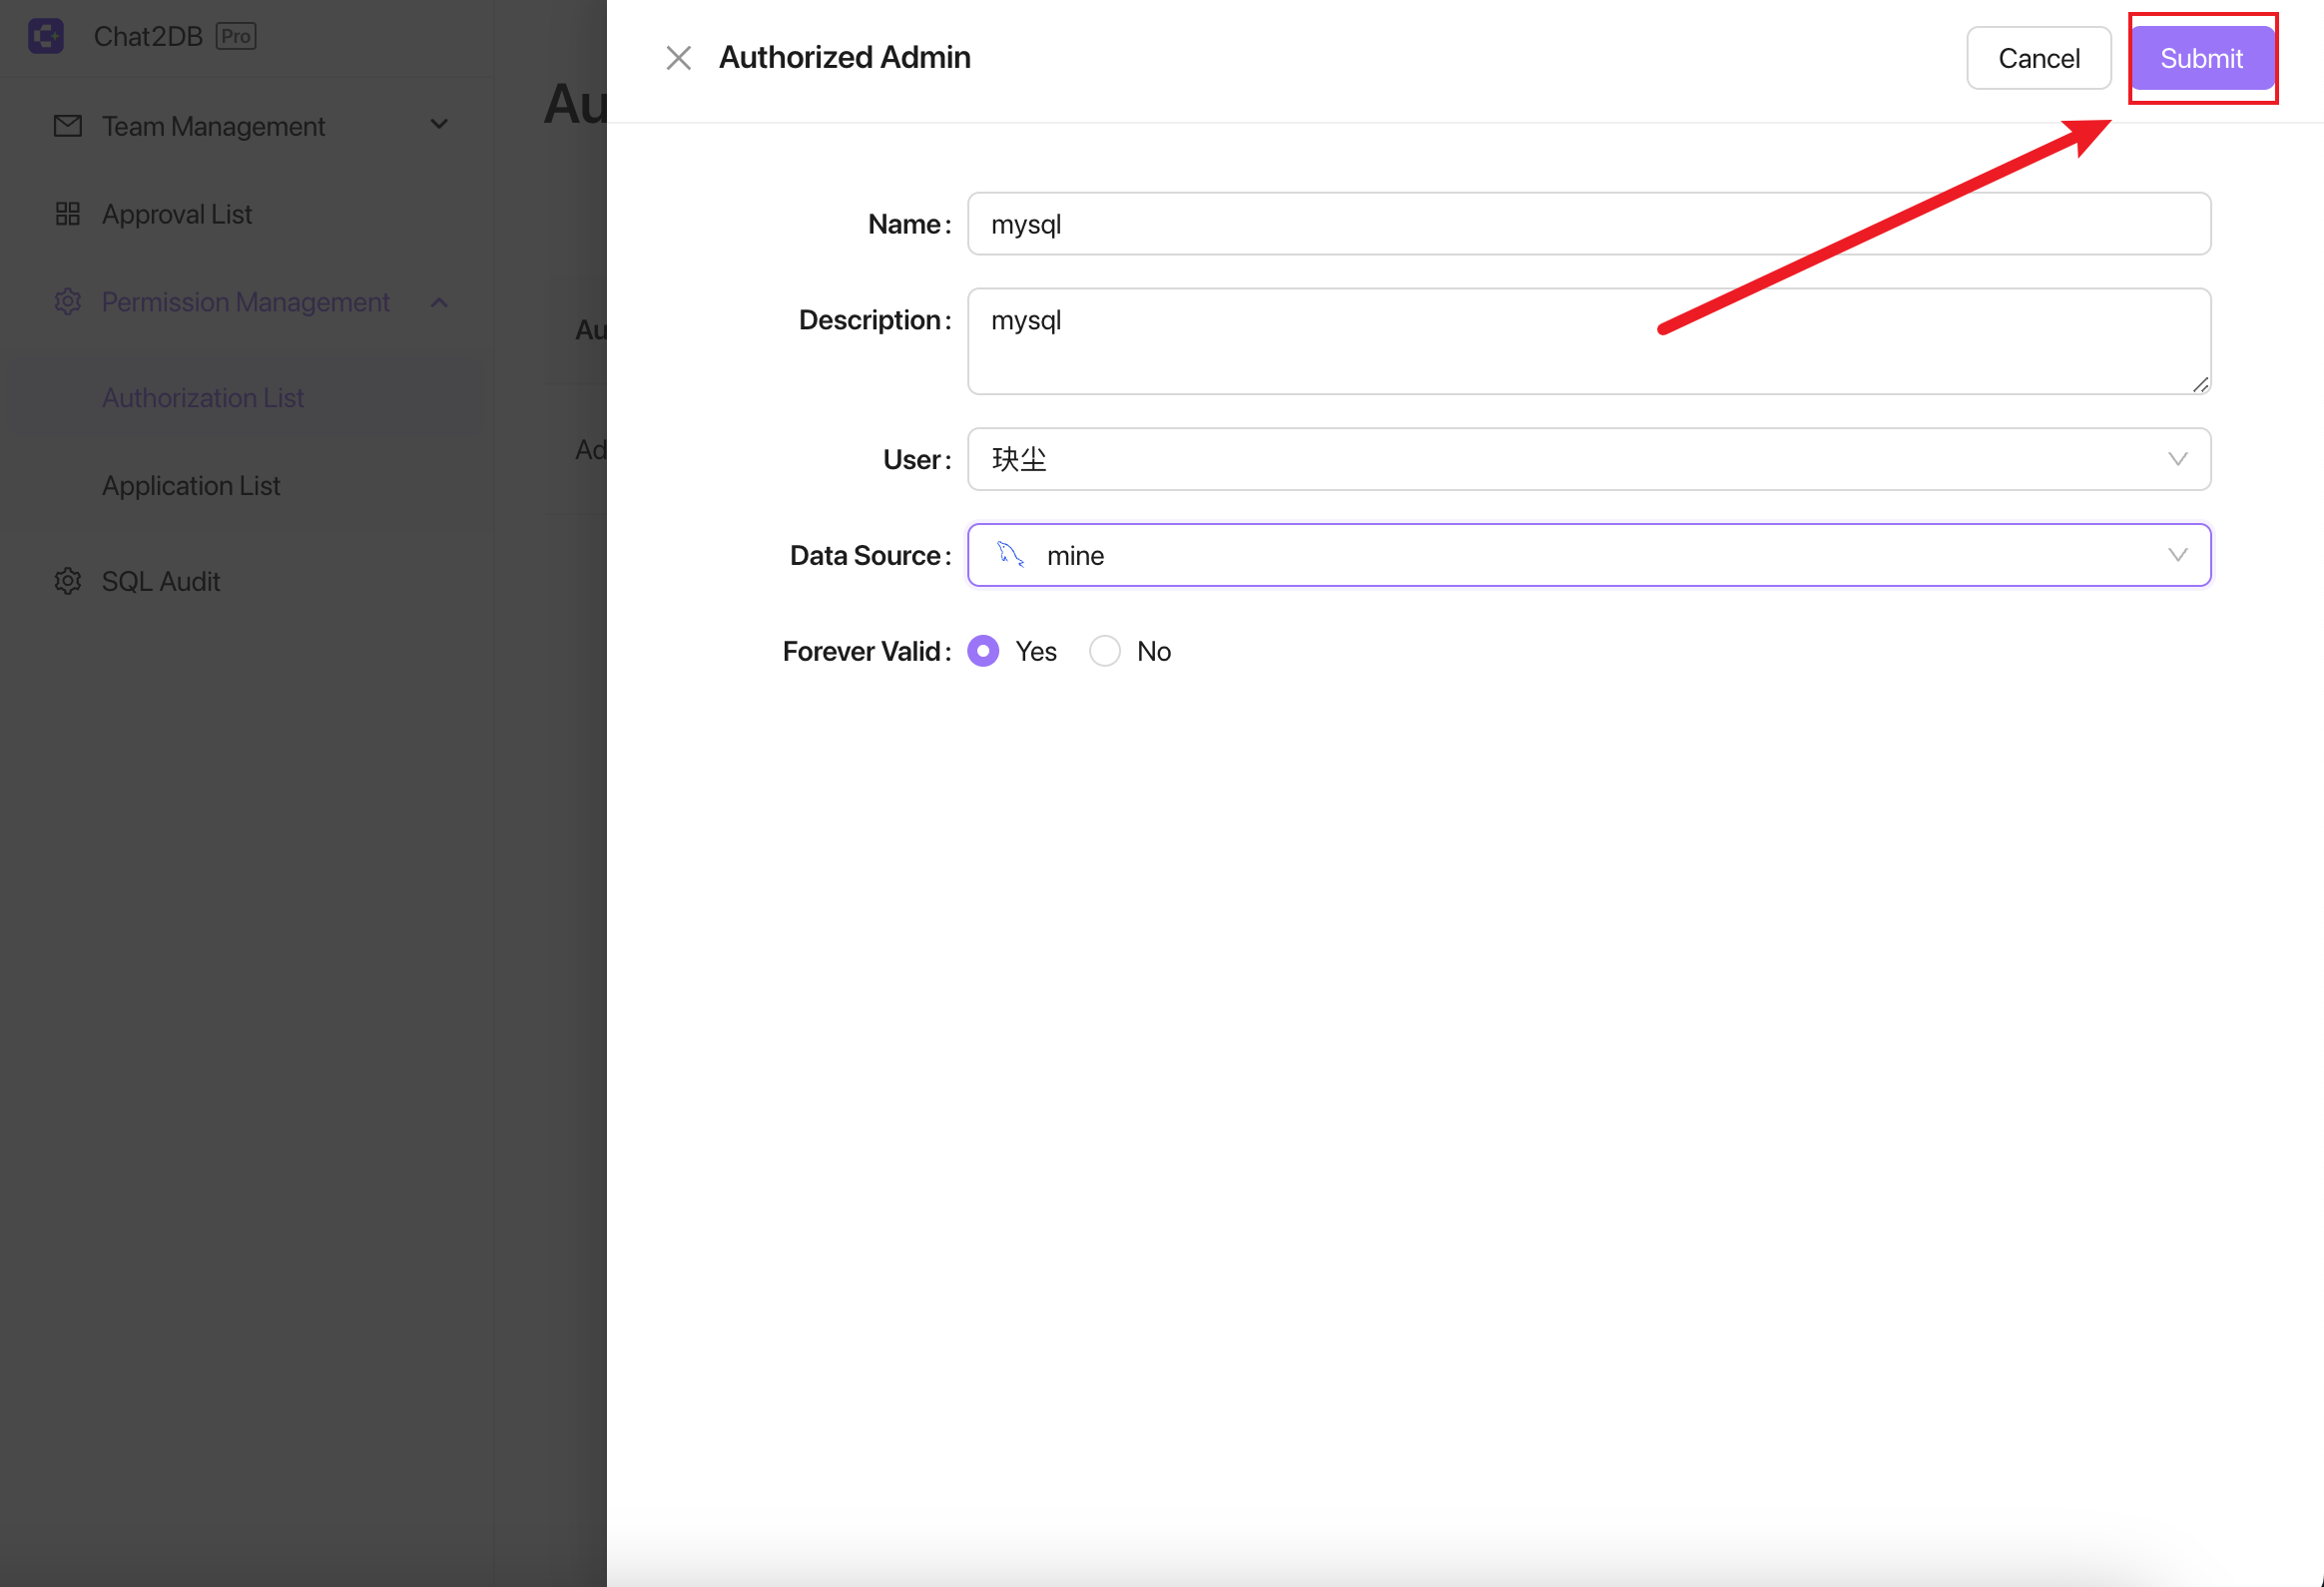 Chat2DB Pro
Team Management
Approval List
Permission Management
Authorization List
Application List
SQL Audit
Au
Au
Ad
Authorized Admin
Cancel
Submit
Name:
mysql
Description:
mysql
User:
玦尘
Data Source:
mine
Forever Valid:
Yes
No